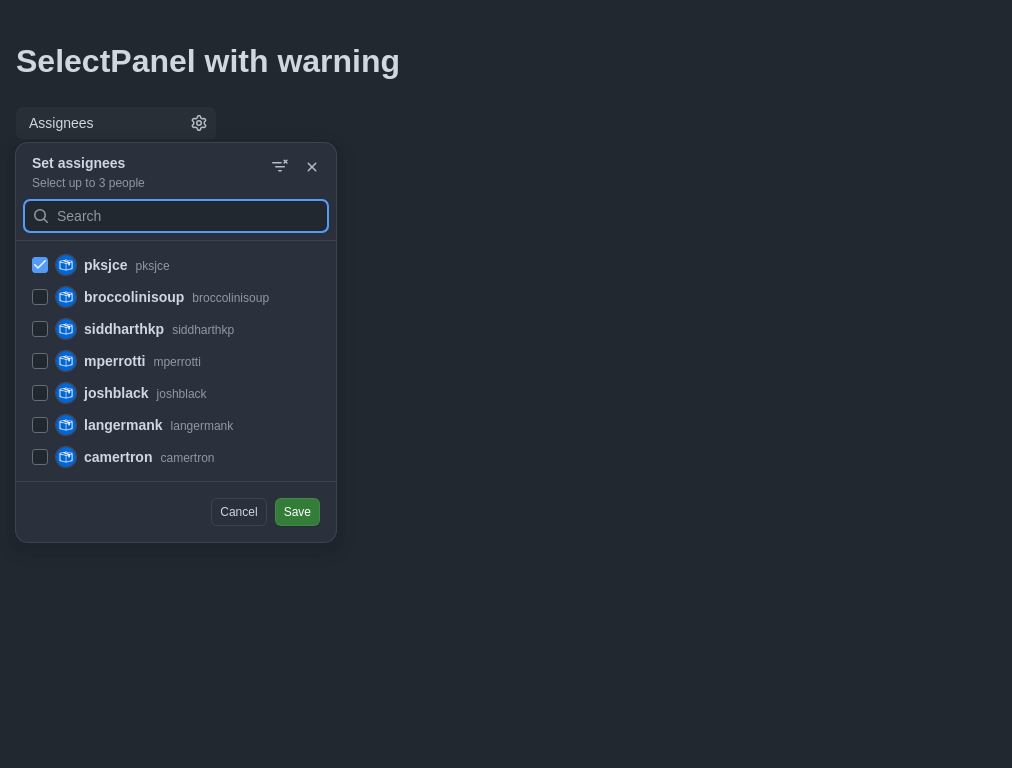 SelectPanel with warning
Assignees
Set assignees
Select up to 3 people
Search
pksjce pksjce
broccolinisoup broccolinisoup
siddharthkp siddharthkp
mperrotti mperrotti
joshblack joshblack
langermank langermank
camertron camertron
Cancel Save